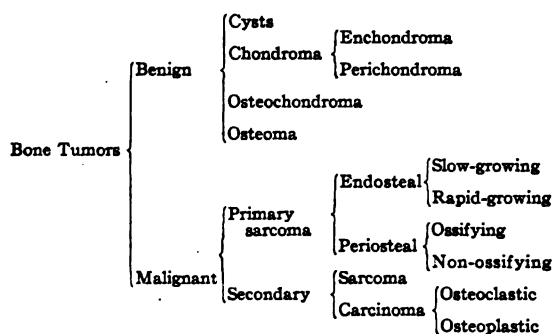 Cysts
Chondroma
Enchondroma
Perichondroma
Benign
Osteochondroma
Osteoma
Bone Tumors
Slow-growing
Endosteal
Rapid-growing
Primary
sarcoma
Ossifying
Periosteal
Non-ossifying
Malignant
Sarcoma
Secondary
Carcinoma
Osteoclastic
Osteoplastic